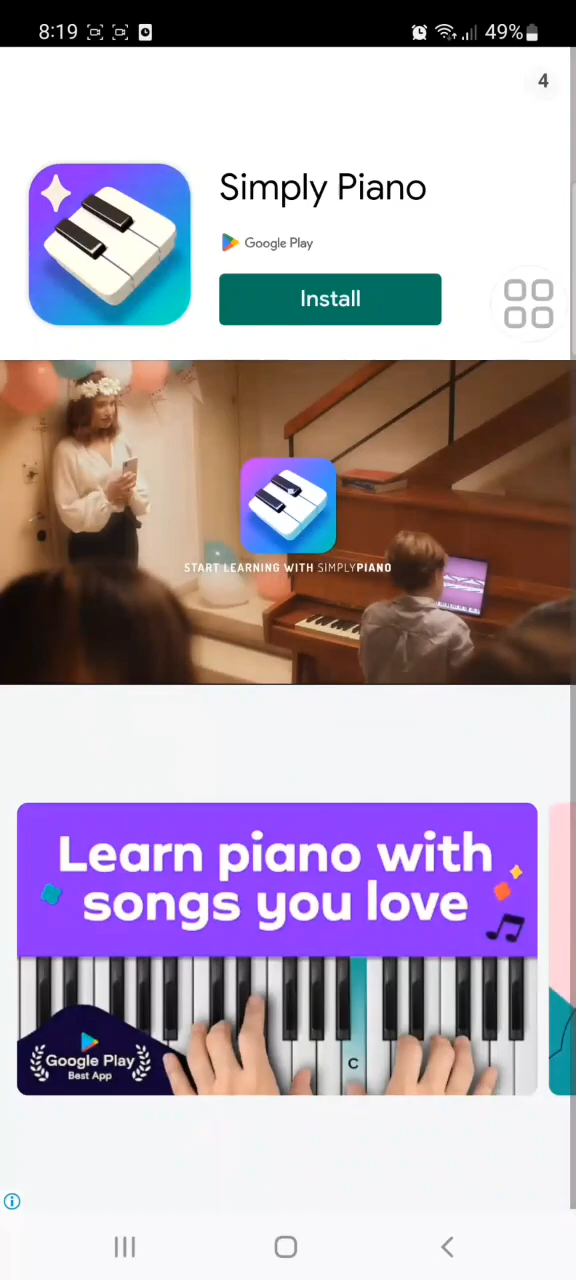 8:19
49%
4
Simply Piano
Google Play
Install
START LEARNING WITH SIMPLYPIANO
Learn piano with
songs you love
C
Google Play
Best App